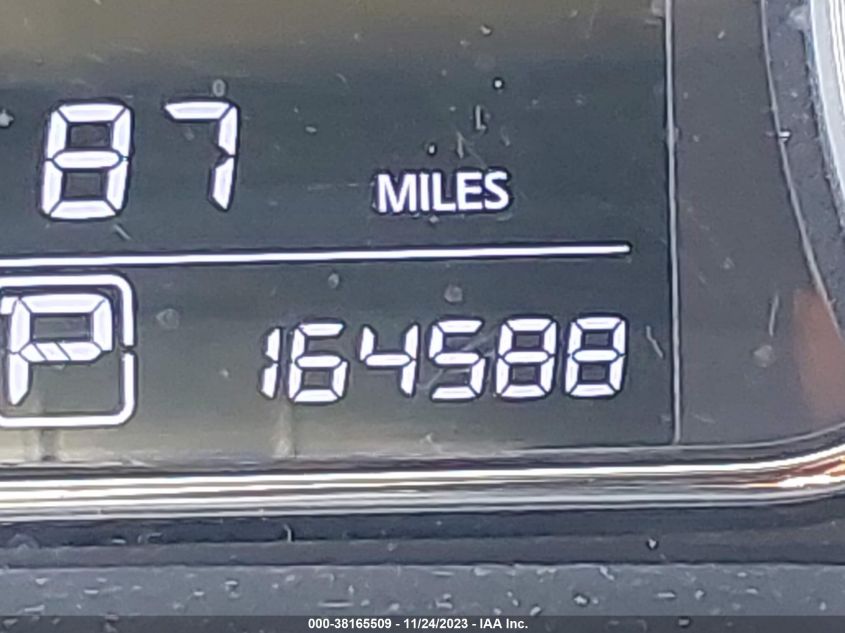 87 MILES
P 164588
000-38165509 - 11/24/2023 - IAA Inc.